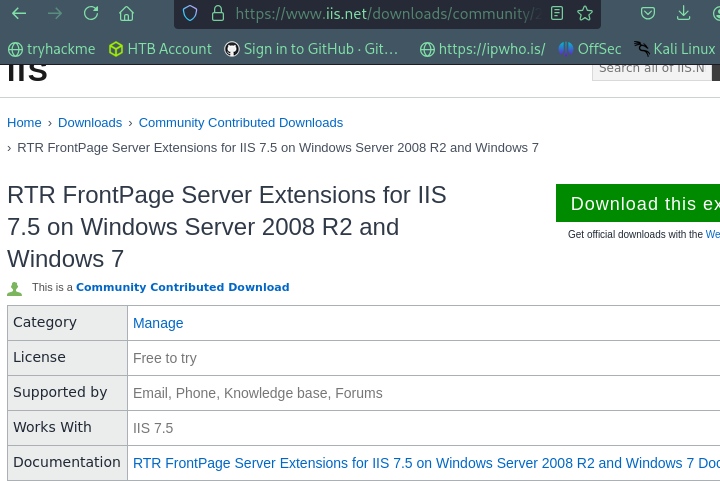 https://www.iis.net/downloads/community/2
tryhackme HTB Account Sign in to GitHub · Git… https://ipwho.is/ OffSec Kali Linux
IIS
Search all of IIS.N
Home › Downloads › Community Contributed Downloads
› RTR FrontPage Server Extensions for IIS 7.5 on Windows Server 2008 R2 and Windows 7
RTR FrontPage Server Extensions for IIS
7.5 on Windows Server 2008 R2 and
Windows 7
Download this ex
Get official downloads with the We
This is a Community Contributed Download
Category Manage
License Free to try
Supported by Email, Phone, Knowledge base, Forums
Works With IIS 7.5
Documentation RTR FrontPage Server Extensions for IIS 7.5 on Windows Server 2008 R2 and Windows 7 Doc